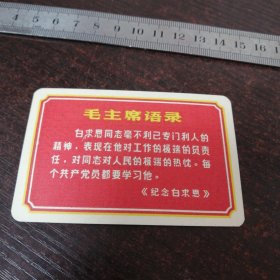 毛主席语录
白求恩同志毫不利己专门利人的
精神，表现在他对工作的极端的负责
任，对同志对人民的极端的热忱。每
个共产党员都要学习他。
《纪念白求恩》